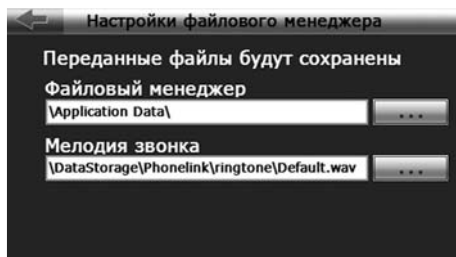 Настройки файлового менеджера
Переданные файлы будут сохранены
Файловый менеджер
\Application Data\
...
Мелодия звонка
\DataStorage\Phonelink\ringtone\Default.wav
...